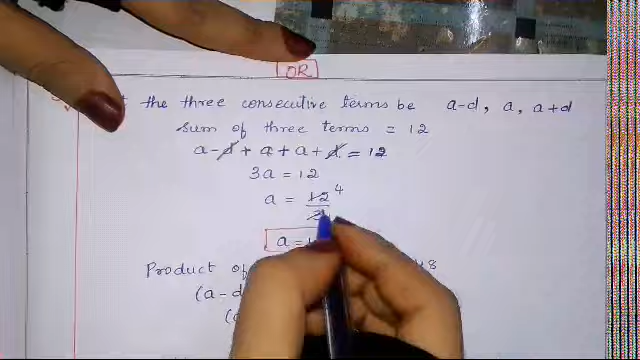 OR
the three consecutive terms be a-d, a, a+d
Sum of three terms = 12
a-d + a + a + d = 12
3a = 12
a = 12/3 4
a =
Product of 48
(a-d
(